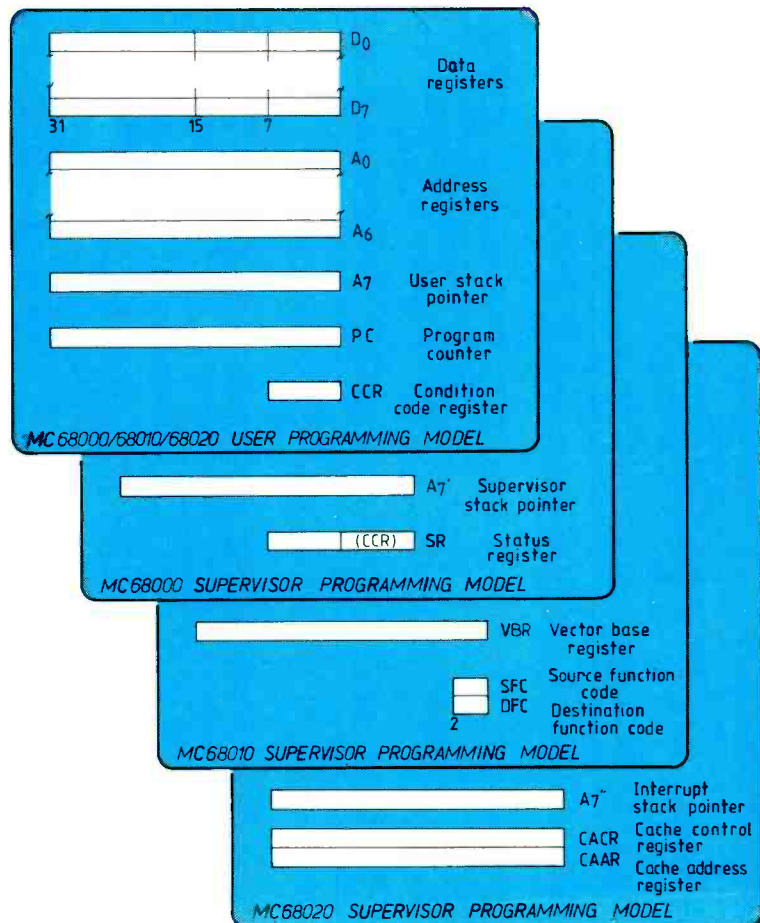 D0
Data
registers
D7
31 15 7
A0
Address
registers
A6
A7 User stack
pointer
PC Program
counter
CCR Condition
code register
MC68000/68010/68020 USER PROGRAMMING MODEL
A7' Supervisor
stack pointer
(CCR) SR Status
register
MC68000 SUPERVISOR PROGRAMMING MODEL
VBR Vector base
register
SFC Source function
code
DFC Destination
function code
2
MC68010 SUPERVISOR PROGRAMMING MODEL
A7" Interrupt
stack pointer
CACR Cache control
register
CAAR Cache address
register
MC68020 SUPERVISOR PROGRAMMING MODEL